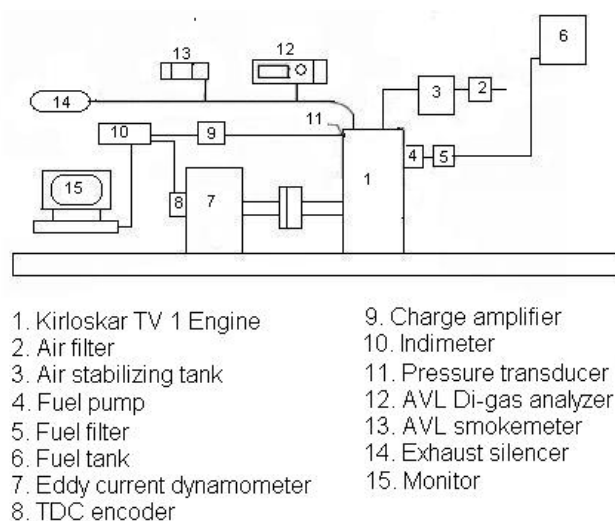 13
12
6
14
3
2
10
9
11
4
5
15
8
7
1
1. Kirloskar TV 1 Engine
2. Air filter
3. Air stabilizing tank
4. Fuel pump
5. Fuel filter
6. Fuel tank
7. Eddy current dynamometer
8. TDC encoder
9. Charge amplifier
10. Indimeter
11. Pressure transducer
12. AVL Di-gas analyzer
13. AVL smokemeter
14. Exhaust silencer
15. Monitor